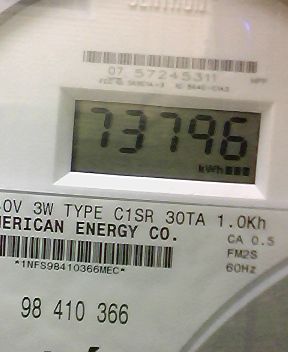 07 57245311
73796
kWh
0V 3W TYPE C1SR 30TA 1.0Kh
ERICAN ENERGY CO.
CA 0.5
FM2S
*1NFS98410366MEC*
60Hz
98 410 366